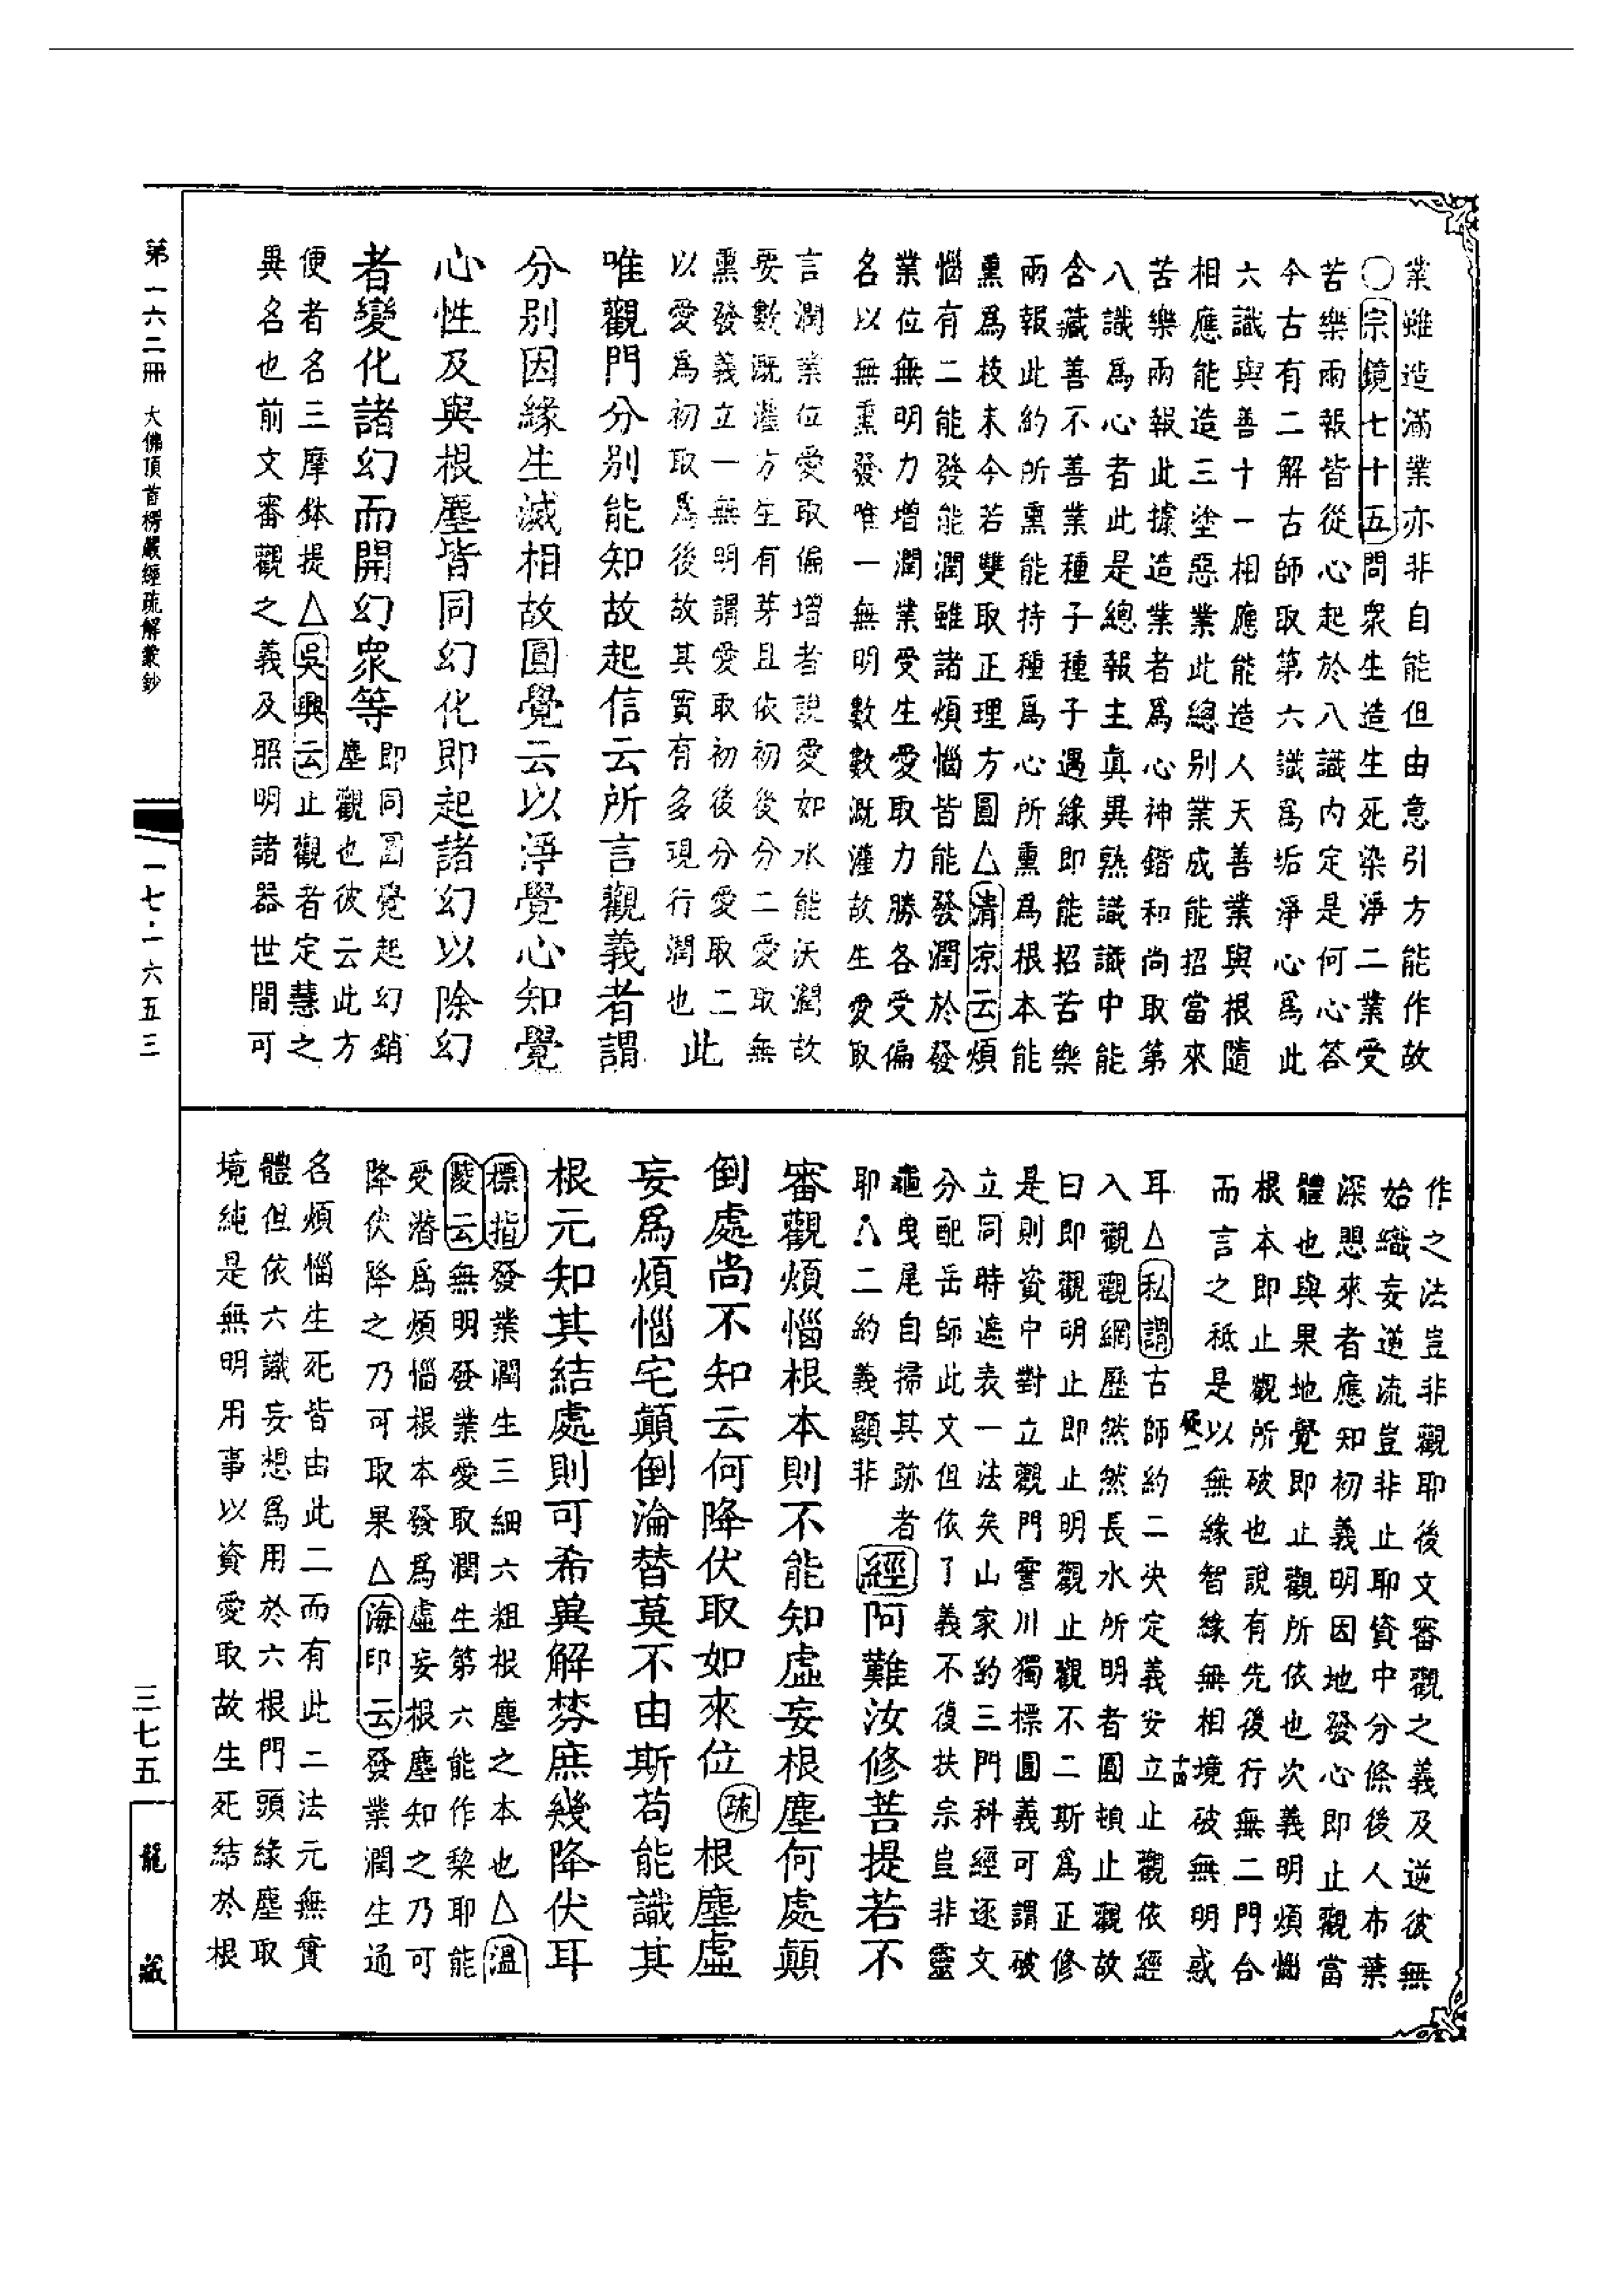 業雖造滿業亦非自能但由意引方能作故
○宗鏡七十五問衆生造生死染淨二業受
苦樂兩報皆從心起於八識內定是何心答
今古有二解古師取第六識爲垢淨心爲此
六識與善十一相應能造人天善業與根隨
相應能造三塗惡業此總別業成能招當來
苦樂兩報此據造業者爲心神鍇和尚取第
八識爲心者此是總報主眞異熟識識中能
含藏善不善業種子種子遇緣即能招苦樂
兩報此約所熏能持種爲心所熏爲根本能
熏爲枝末今若雙取正理方圓△清凉云煩
惱有二能發能潤雖諸煩惱皆能發潤於發
業位無明力增潤業受生愛取力勝各受偏
名以無熏發唯一無明數數溉灌故生愛取
言潤業位愛取偏增者說愛如水能沃潤故
要數溉灌方生有芽且依初後分二愛取無
熏發義立一無明謂愛取初後分愛取二
以愛爲初取爲後故其實有多現行潤也此
唯觀門分别能知故起信云所言觀義者謂
分别因緣生滅相故圓覺云以淨覺心知覺
心性及與根塵皆同幻化即起諸幻以除幻
者變化諸幻而開幻衆等即同圓覺起幻銷
塵觀也彼云此方
便者名三摩鉢提△吳興云止觀者定慧之
異名也前文審觀之義及照明諸器世間可
作之法豈非觀耶後文審觀之義及逆彼無
始織妄逆流豈非止耶資中分條後人布葉
深思來者應知初義明因地發心即止觀當
體也與果地覺即止觀所依也次義明煩惱
根本即止觀所破也說有先後行無二門合
而言之秖是以無緣智緣無相境破無明惑
耳△私謂古師約二決定義安立止觀依經
入觀觀網歷然然長水所明者圓頓止觀故
曰即觀明止即止明觀止觀不二斯爲正修
是則資中對立觀門霅川獨標圓義可謂破
立同時遮表一法矣山家約三門科經逐文
分配岳師此文但依了義不復扶宗豈非靈
龜曳尾自掃其跡者
耶△二約義顯非經阿難汝修菩提若不
審觀煩惱根本則不能知虛妄根塵何處顛
倒處尚不知云何降伏取如來位疏根塵虛
妄爲煩惱宅顛倒淪替莫不由斯苟能識其
根元知其結處則可希兾解棼庶幾降伏耳
標指發業潤生三細六粗根塵之本也△溫
陵云無明發業愛取潤生第六能作棃耶能
受潜爲煩惱根本發爲虛妄根塵知之乃可
降伏降之乃可取果△海印云發業潤生通
名煩惱生死皆由此二而有此二法元無實
體但依六識妄想爲用於六根門頭緣塵取
境純是無明用事以資愛取故生死結於根
第一六二冊 大佛頂首楞嚴經疏解蒙鈔
一七·一六五三
三七五
龍藏